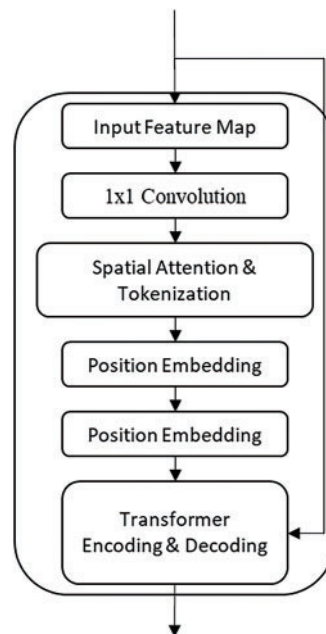 Input Feature Map
1x1 Convolution
Spatial Attention &
Tokenization
Position Embedding
Position Embedding
Transformer
Encoding & Decoding